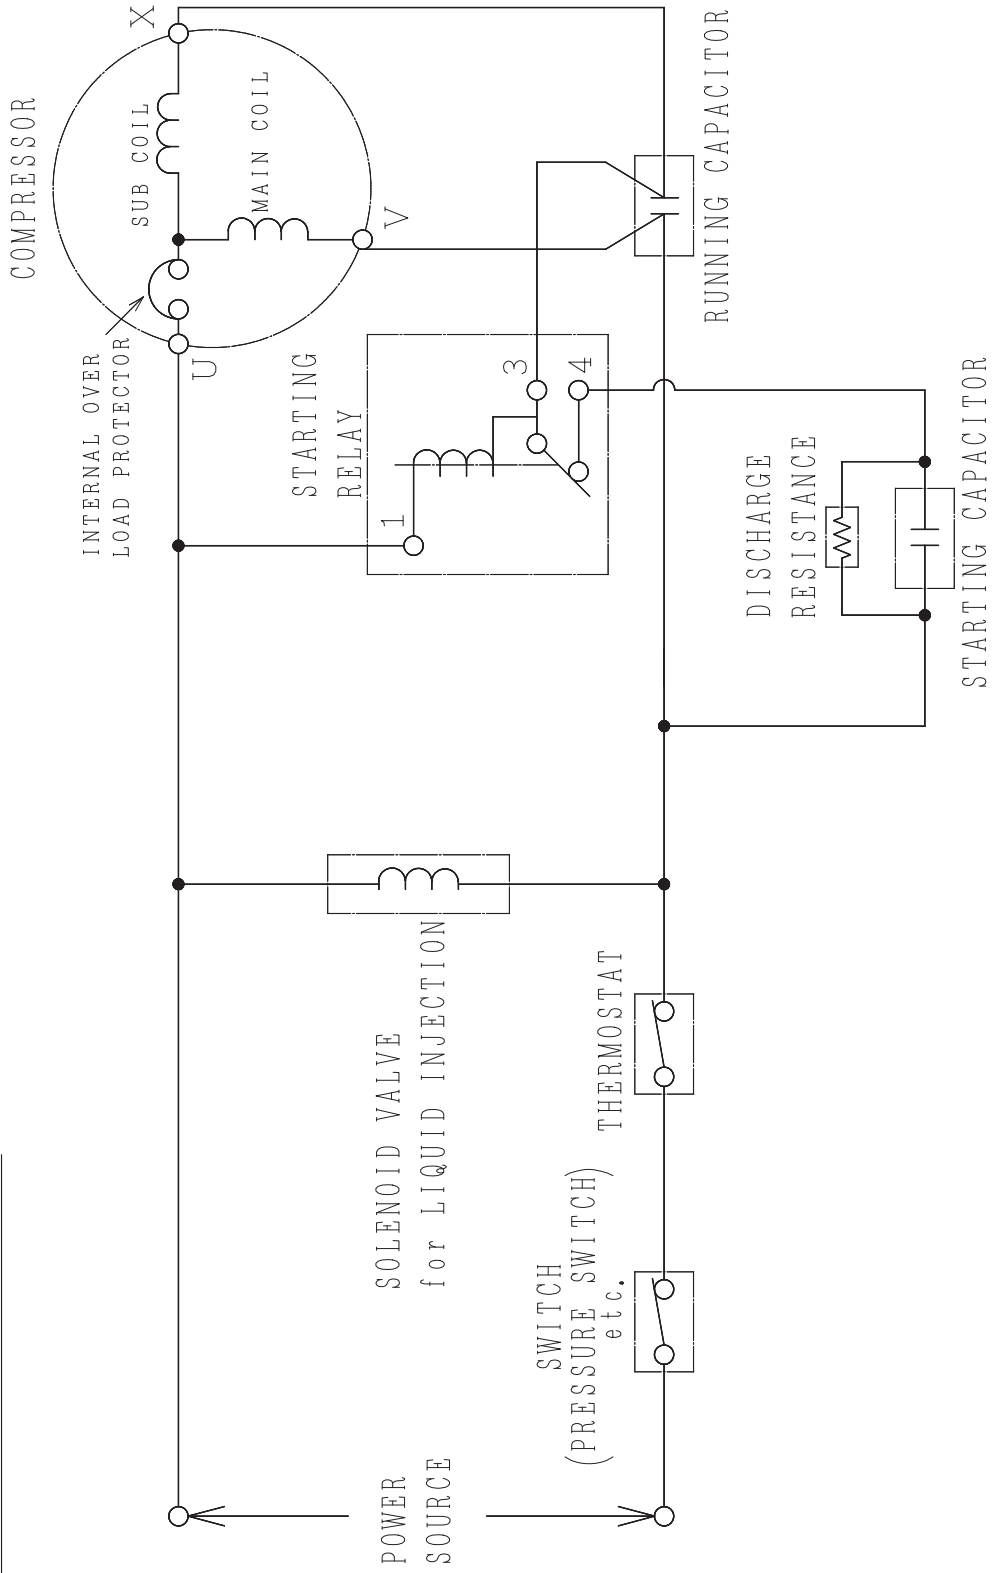 COMPRESSOR
X
SUB COIL
MAIN COIL
V
U
INTERNAL OVER
LOAD PROTECTOR
STARTING
RELAY
1
3
4
RUNNING CAPACITOR
DISCHARGE
RESISTANCE
STARTING CAPACITOR
SOLENOID VALVE
for LIQUID INJECTION
THERMOSTAT
SWITCH
(PRESSURE SWITCH)
etc.
POWER
SOURCE